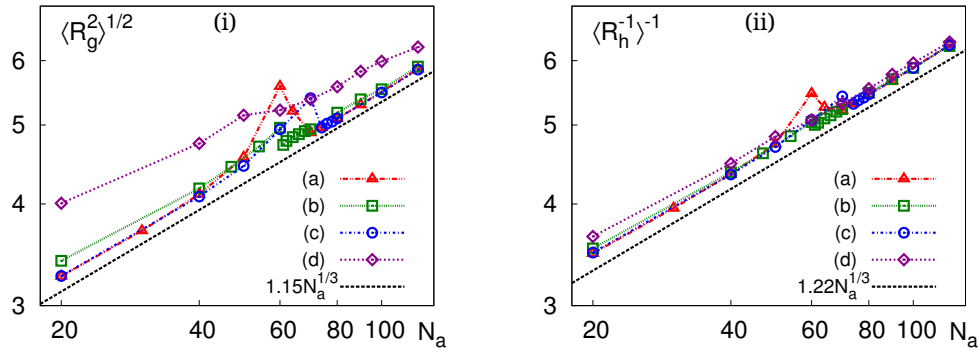 ⟨R_g^2⟩^1/2 (i)
6
5
4
3
(a)
(b)
(c)
(d)
1.15N_a^1/3
20 40 60 80 100 N_a
⟨R_h^-1⟩^-1 (ii)
6
5
4
3
(a)
(b)
(c)
(d)
1.22N_a^1/3
20 40 60 80 100 N_a